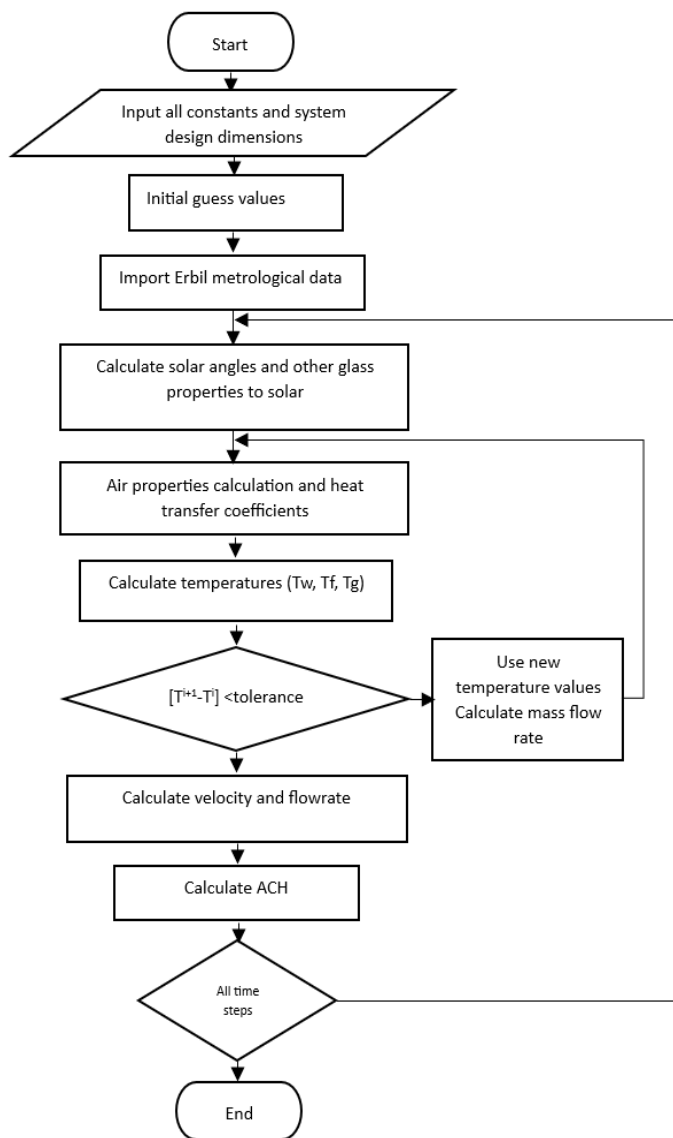 Start
Input all constants and system
design dimensions
Initial guess values
Import Erbil metrological data
Calculate solar angles and other glass
properties to solar
Air properties calculation and heat
transfer coefficients
Calculate temperatures (Tw, Tf, Tg)
[Tⁱ⁺¹-Tⁱ] <tolerance
Use new
temperature values
Calculate mass flow
rate
Calculate velocity and flowrate
Calculate ACH
All time
steps
End